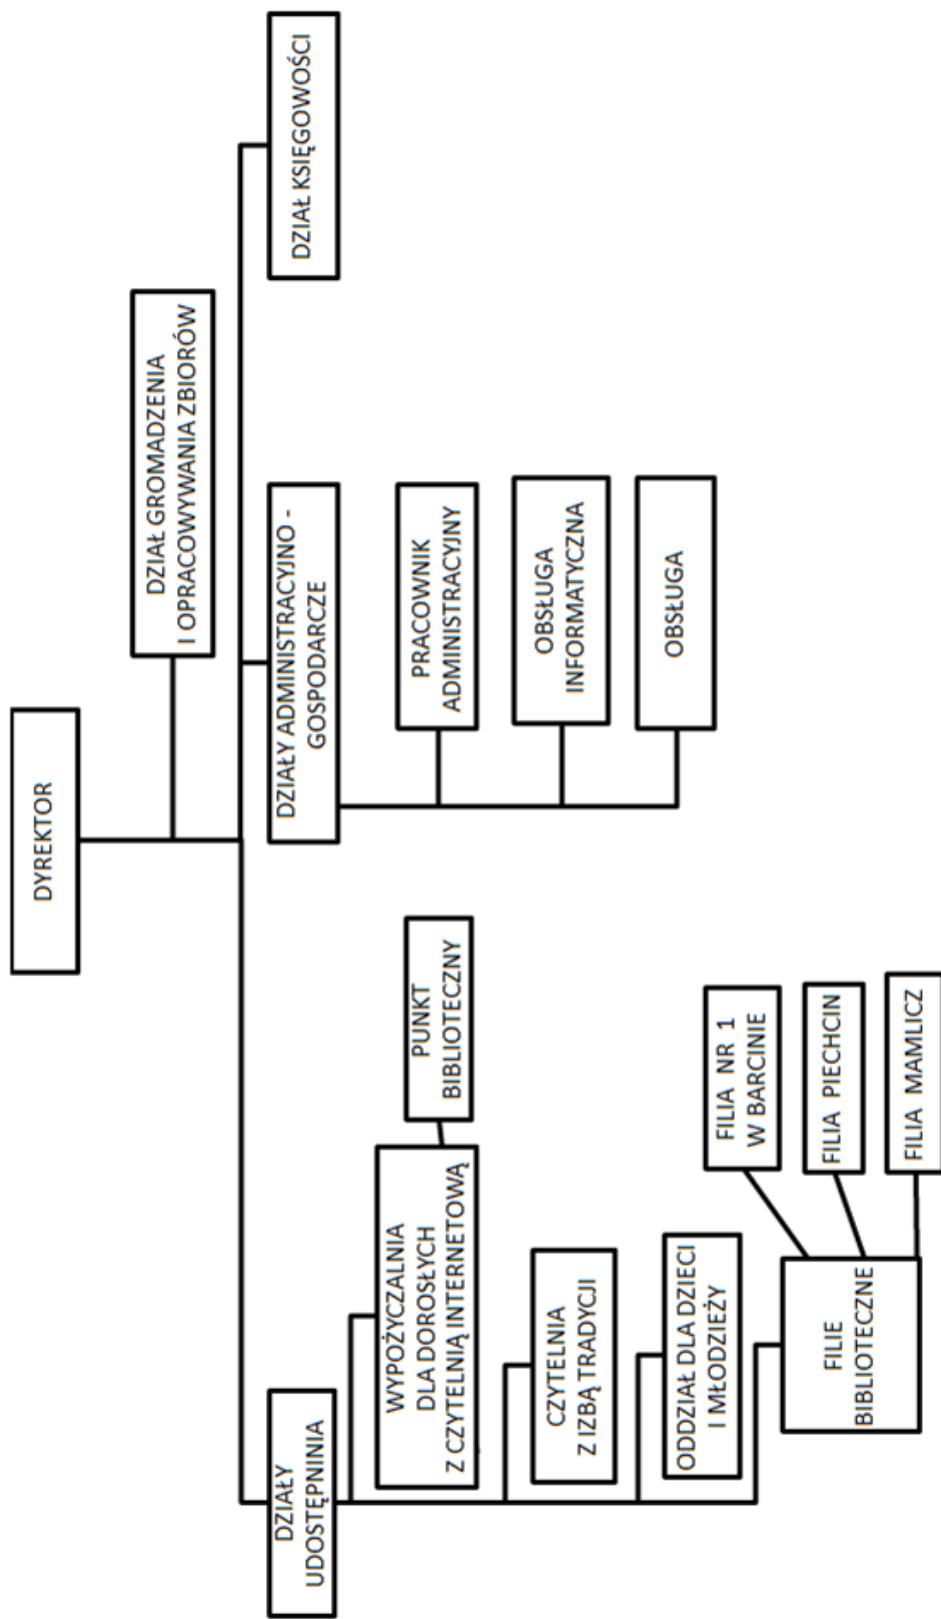 DYREKTOR
DZIAŁ GROMADZENIA
I OPRACOWYWANIA ZBIORÓW
DZIAŁY
UDOSTĘPNINIA
DZIAŁY ADMINISTRACYJNO -
GOSPODARCZE
DZIAŁ KSIĘGOWOŚCI
WYPOŻYCZALNIA
DLA DOROSŁYCH
Z CZYTELNIĄ INTERNETOWĄ
PUNKT
BIBLIOTECZNY
CZYTELNIA
Z IZBĄ TRADYCJI
ODDZIAŁ DLA DZIECI
I MŁODZIEŻY
FILIE
BIBLIOTECZNE
FILIA NR 1
W BARCINIE
FILIA PIECHCIN
FILIA MAMLICZ
PRACOWNIK
ADMINISTRACYJNY
OBSŁUGA
INFORMATYCZNA
OBSŁUGA